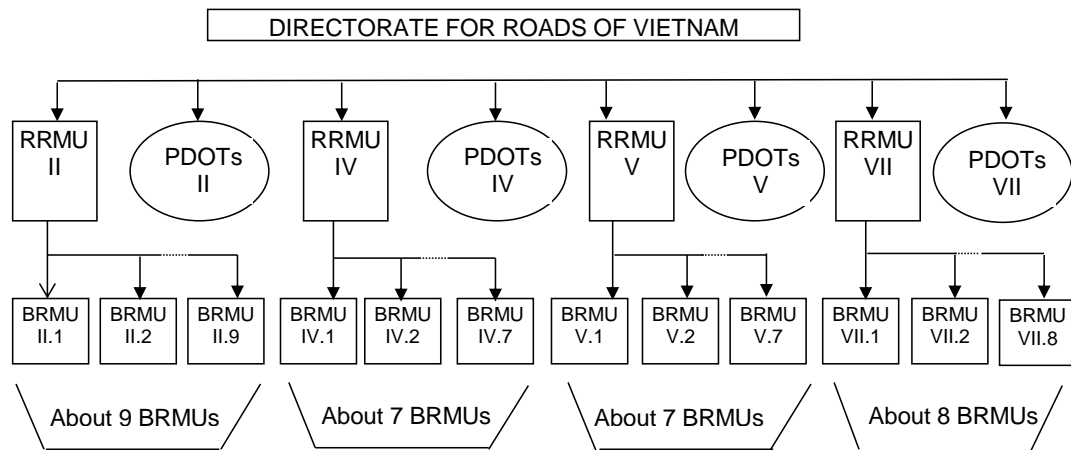 DIRECTORATE FOR ROADS OF VIETNAM
RRMU
II
PDOTs
II
RRMU
IV
PDOTs
IV
RRMU
V
PDOTs
V
RRMU
VII
PDOTs
VII
BRMU
II.1
BRMU
II.2
BRMU
II.9
BRMU
IV.1
BRMU
IV.2
BRMU
IV.7
BRMU
V.1
BRMU
V.2
BRMU
V.7
BRMU
VII.1
BRMU
VII.2
BRMU
VII.8
About 9 BRMUs
About 7 BRMUs
About 7 BRMUs
About 8 BRMUs